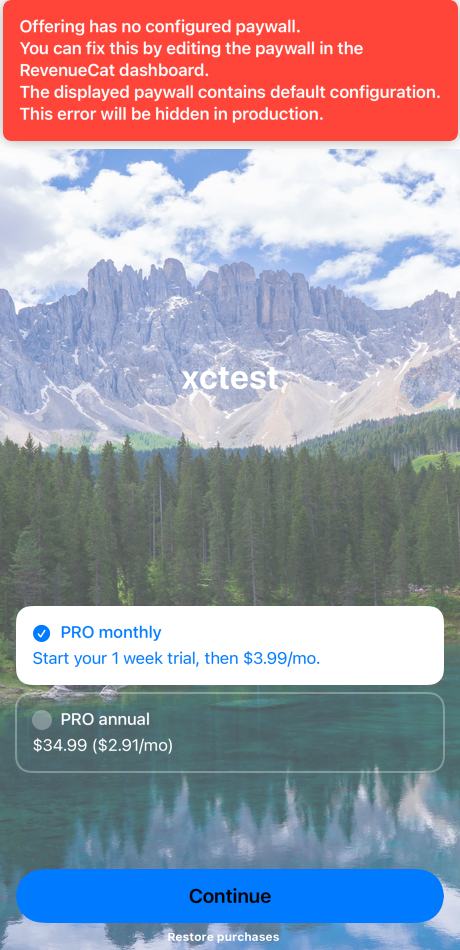 Offering has no configured paywall.
You can fix this by editing the paywall in the
RevenueCat dashboard.
The displayed paywall contains default configuration.
This error will be hidden in production.
xctest
PRO monthly
Start your 1 week trial, then $3.99/mo.
PRO annual
$34.99 ($2.91/mo)
Continue
Restore purchases